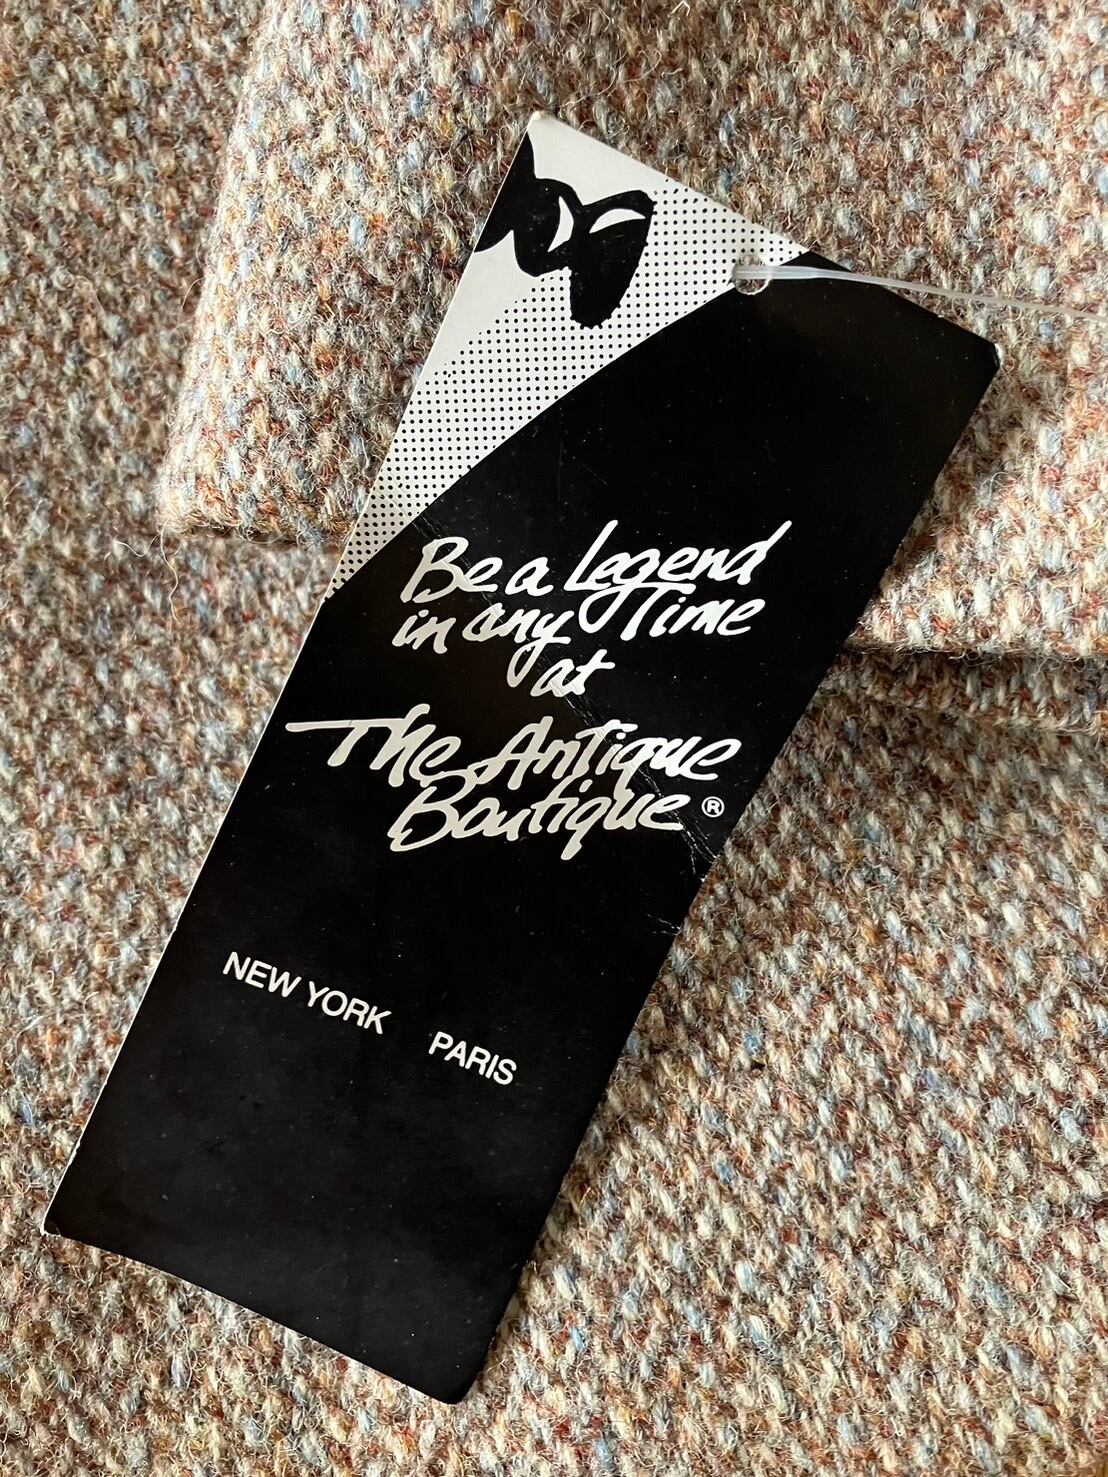 Be a Legend
in any Time
at
The Antique
Boutique®
NEW YORK PARIS